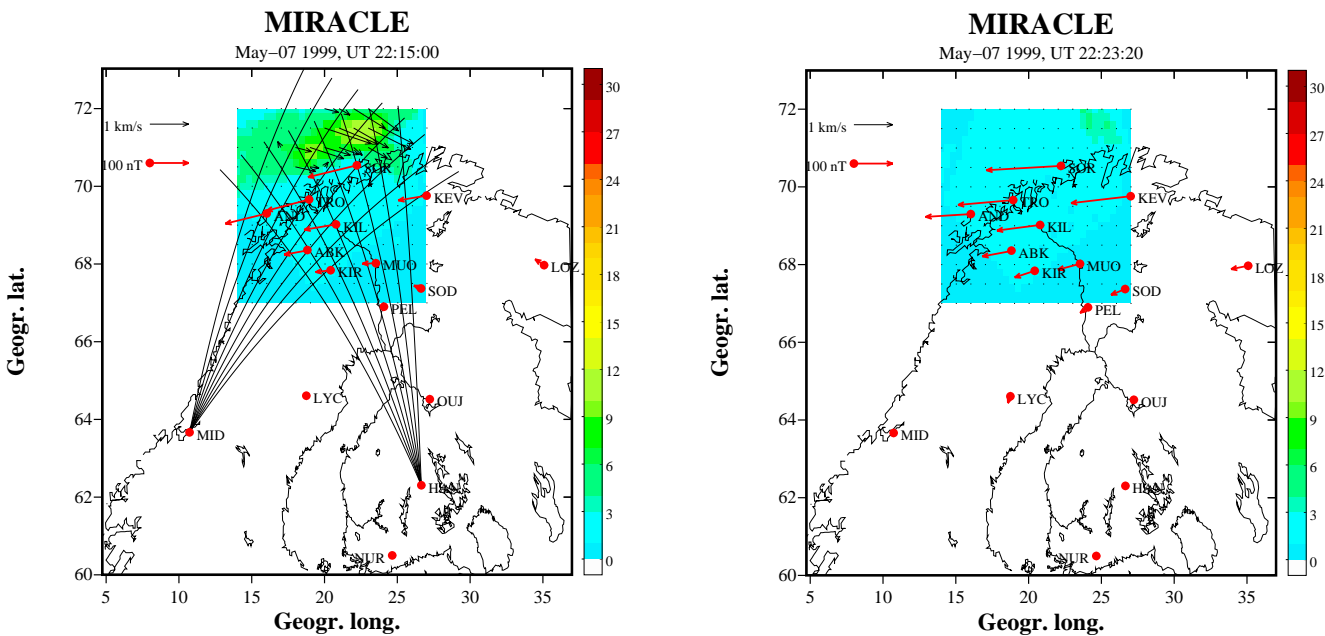 MIRACLE
May−07 1999, UT 22:15:00
72
70
68
66
64
62
60
5
10
15
20
25
30
35
Geogr. lat.
Geogr. long.
1 km/s
100 nT
SOR
TRO
KEV
AND
KIL
ABK
KIR
MUO
LOZ
SOD
PEL
LYC
OUJ
MID
HAN
NUR
30
27
24
21
18
15
12
9
6
3
0
MIRACLE
May−07 1999, UT 22:23:20
72
70
68
66
64
62
60
5
10
15
20
25
30
35
Geogr. lat.
Geogr. long.
1 km/s
100 nT
SOR
TRO
KEV
AND
KIL
ABK
KIR
MUO
LOZ
SOD
PEL
LYC
OUJ
MID
HAN
NUR
30
27
24
21
18
15
12
9
6
3
0